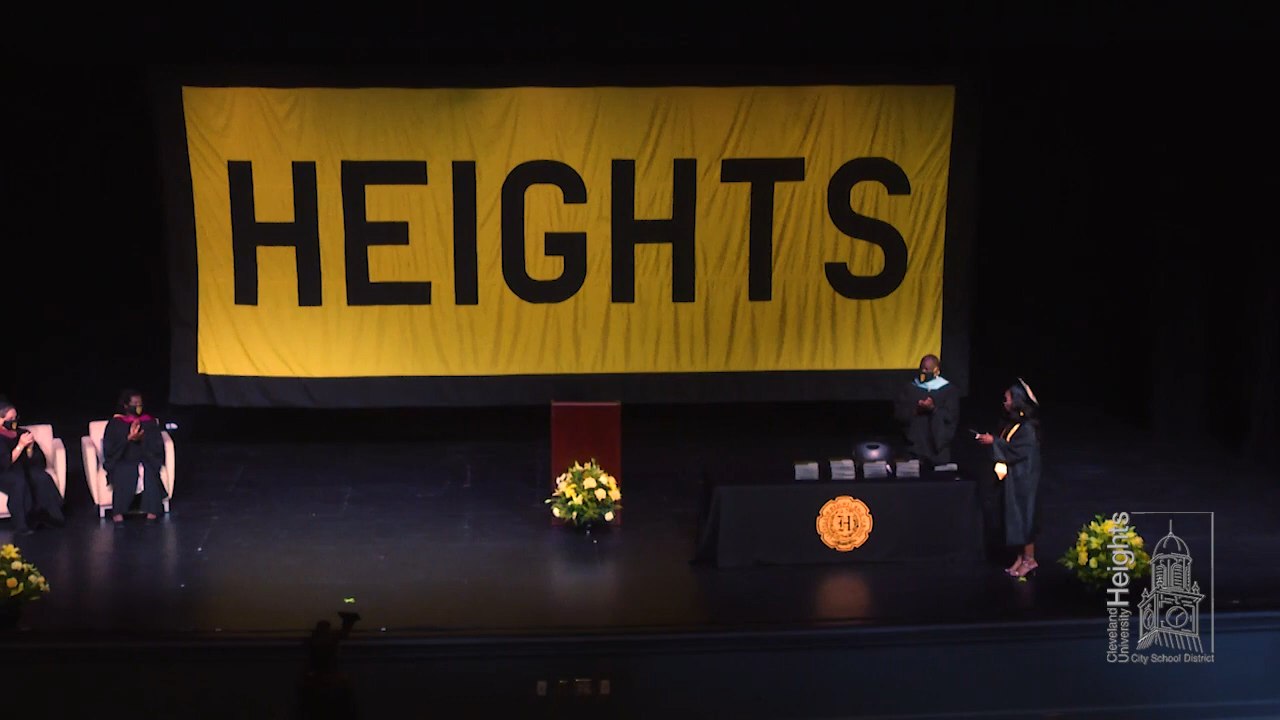 HEIGHTS
H
Cleveland
University
Heights
City School District